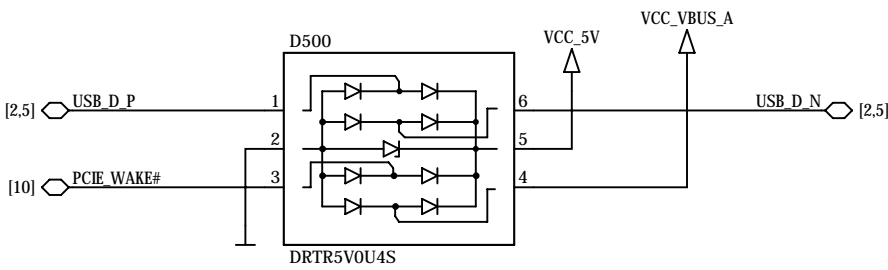 D500
VCC_5V
VCC_VBUS_A
[2,5] USB_D_P 1
6 USB_D_N [2,5]
2
5
[10] PCIE_WAKE# 3
4
DRTR5V0U4S